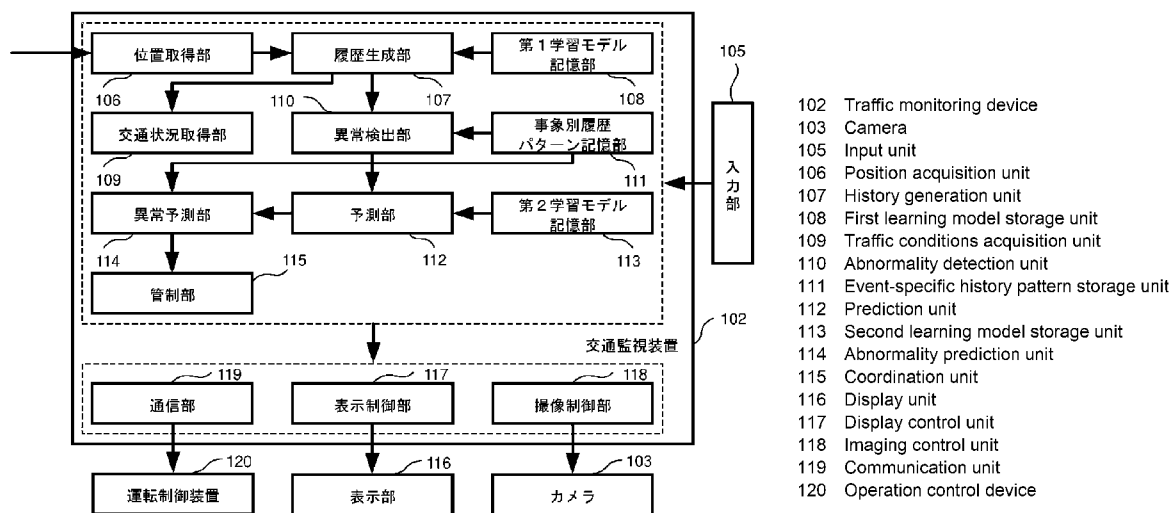 位置取得部
履歴生成部
第1学習モデル
記憶部
105
106
110
107
108
交通状況取得部
異常検出部
事象別履歴
パターン記憶部
入力部
109
111
異常予測部
予測部
第2学習モデル
記憶部
114
115
112
113
管制部
102
交通監視装置
119
117
118
通信部
表示制御部
撮像制御部
120
116
103
運転制御装置
表示部
カメラ
102 Traffic monitoring device
103 Camera
105 Input unit
106 Position acquisition unit
107 History generation unit
108 First learning model storage unit
109 Traffic conditions acquisition unit
110 Abnormality detection unit
111 Event-specific history pattern storage unit
112 Prediction unit
113 Second learning model storage unit
114 Abnormality prediction unit
115 Coordination unit
116 Display unit
117 Display control unit
118 Imaging control unit
119 Communication unit
120 Operation control device